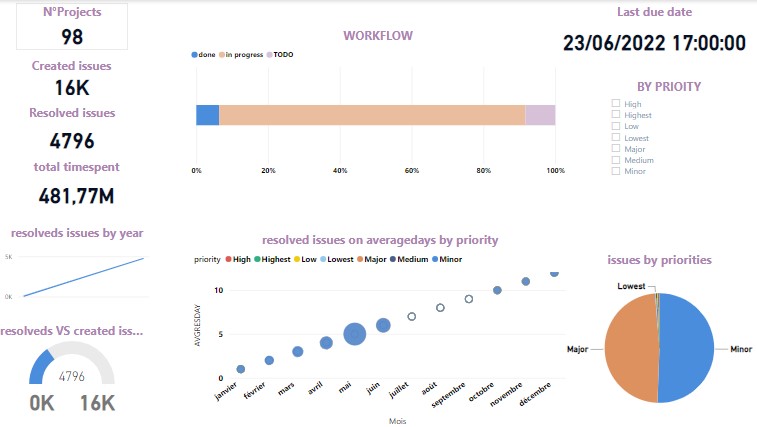 N°Projects
98
Created issues
16K
Resolved issues
4796
total timespent
481,77M
WORKFLOW
done in progress TODO
0% 20% 40% 60% 80% 100%
Last due date
23/06/2022 17:00:00
BY PRIOITY
High
Highest
Low
Lowest
Major
Medium
Minor
resolveds issues by year
5K
0K
resolveds VS created iss...
4796
0K 16K
resolved issues on averagedays by priority
priority High Highest Low Lowest Major Medium Minor
AVGRESDAY
10
5
0
janvier février mars avril mai juin juillet août septembre octobre novembre décembre
Mois
issues by priorities
Lowest
Major
Minor